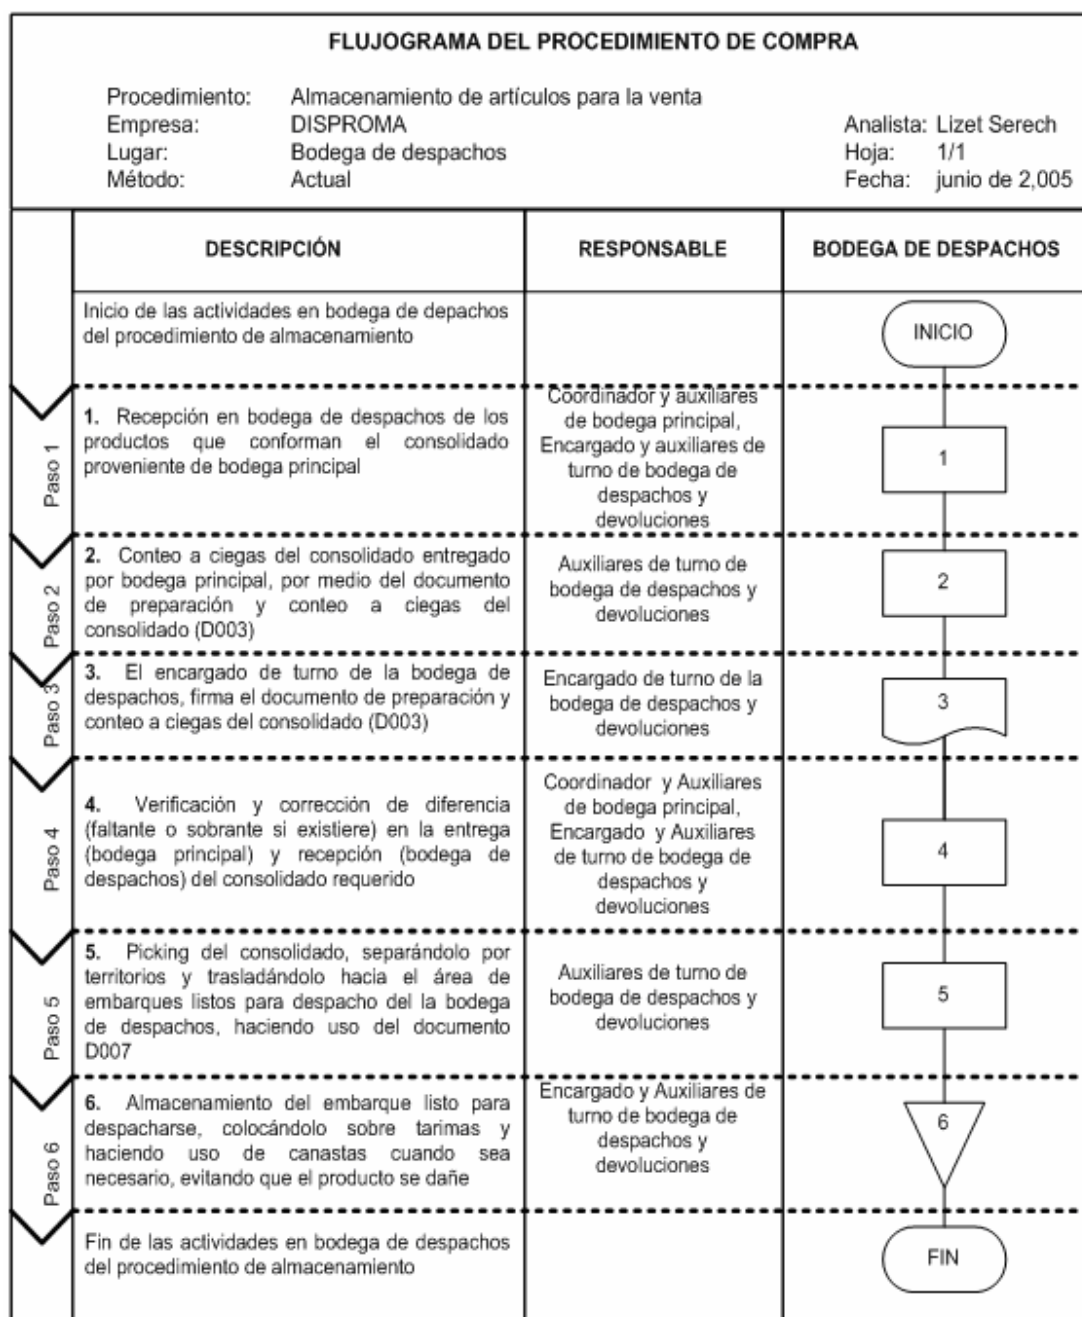 FLUJOGRAMA DEL PROCEDIMIENTO DE COMPRA
Procedimiento: Almacenamiento de artículos para la venta
Empresa: DISPROMA
Analista: Lizet Serech
Lugar: Bodega de despachos
Hoja: 1/1
Método: Actual
Fecha: junio de 2,005
DESCRIPCIÓN
RESPONSABLE
BODEGA DE DESPACHOS
Inicio de las actividades en bodega de depachos
del procedimiento de almacenamiento
INICIO
Paso 1
1. Recepción en bodega de despachos de los
productos que conforman el consolidado
proveniente de bodega principal
Coordinador y auxiliares
de bodega principal,
Encargado y auxiliares de
turno de bodega de
despachos y
devoluciones
1
Paso 2
2. Conteo a ciegas del consolidado entregado
por bodega principal, por medio del documento
de preparación y conteo a ciegas del
consolidado (D003)
Auxiliares de turno de
bodega de despachos y
devoluciones
2
Paso 3
3. El encargado de turno de la bodega de
despachos, firma el documento de preparación y
conteo a ciegas del consolidado (D003)
Encargado de turno de la
bodega de despachos y
devoluciones
3
Paso 4
4. Verificación y corrección de diferencia
(faltante o sobrante si existiere) en la entrega
(bodega principal) y recepción (bodega de
despachos) del consolidado requerido
Coordinador y Auxiliares
de bodega principal,
Encargado y Auxiliares
de turno de bodega de
despachos y
devoluciones
4
Paso 5
5. Picking del consolidado, separándolo por
territorios y trasladándolo hacia el área de
embarques listos para despacho del la bodega
de despachos, haciendo uso del documento
D007
Auxiliares de turno de
bodega de despachos y
devoluciones
5
Paso 6
6. Almacenamiento del embarque listo para
despacharse, colocándolo sobre tarimas y
haciendo uso de canastas cuando sea
necesario, evitando que el producto se dañe
Encargado y Auxiliares de
turno de bodega de
despachos y
devoluciones
6
Fin de las actividades en bodega de despachos
del procedimiento de almacenamiento
FIN